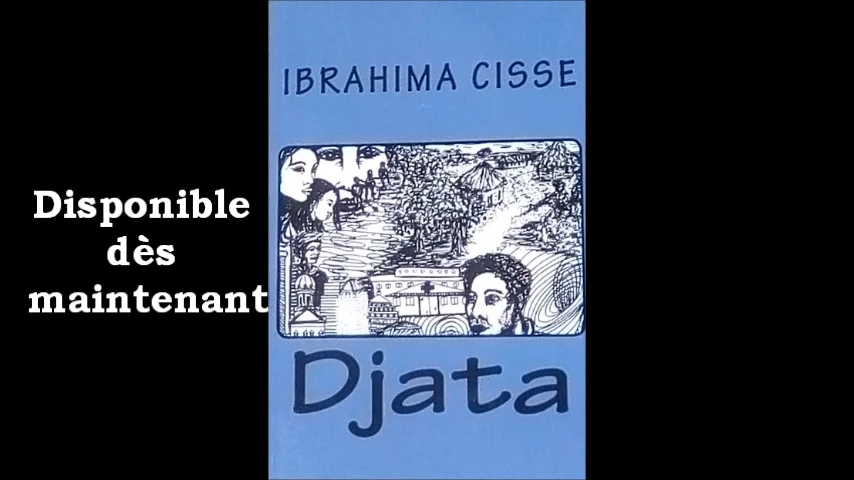 Disponible
dès
maintenant
IBRAHIMA CISSE
Djata